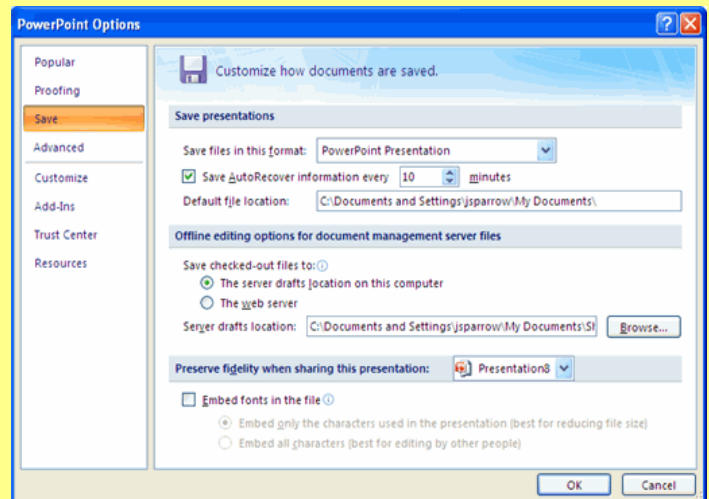 PowerPoint Options
Popular
Proofing
Save
Advanced
Customize
Add-Ins
Trust Center
Resources
Customize how documents are saved.
Save presentations
Save files in this format: PowerPoint Presentation
Save AutoRecover information every 10 minutes
Default file location: C:\Documents and Settings\jsparrow\My Documents\
Offline editing options for document management server files
Save checked-out files to:
The server drafts location on this computer
The web server
Server drafts location: C:\Documents and Settings\jsparrow\My Documents\Sh Browse...
Preserve fidelity when sharing this presentation: Presentation8
Embed fonts in the file
Embed only the characters used in the presentation (best for reducing file size)
Embed all characters (best for editing by other people)
OK Cancel